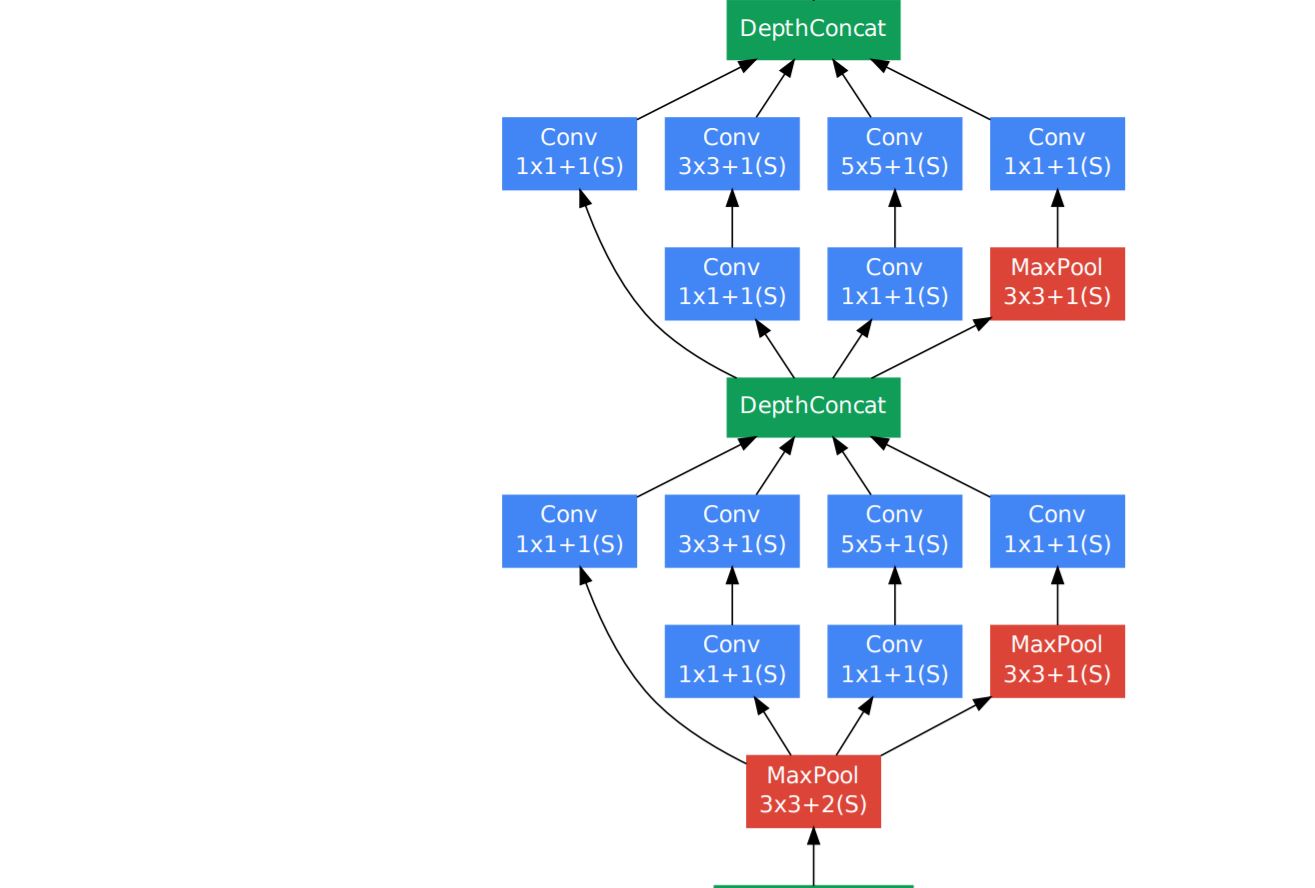 DepthConcat
Conv
1x1+1(S)
Conv
3x3+1(S)
Conv
5x5+1(S)
Conv
1x1+1(S)
Conv
1x1+1(S)
Conv
1x1+1(S)
MaxPool
3x3+1(S)
DepthConcat
Conv
1x1+1(S)
Conv
3x3+1(S)
Conv
5x5+1(S)
Conv
1x1+1(S)
Conv
1x1+1(S)
Conv
1x1+1(S)
MaxPool
3x3+1(S)
MaxPool
3x3+2(S)